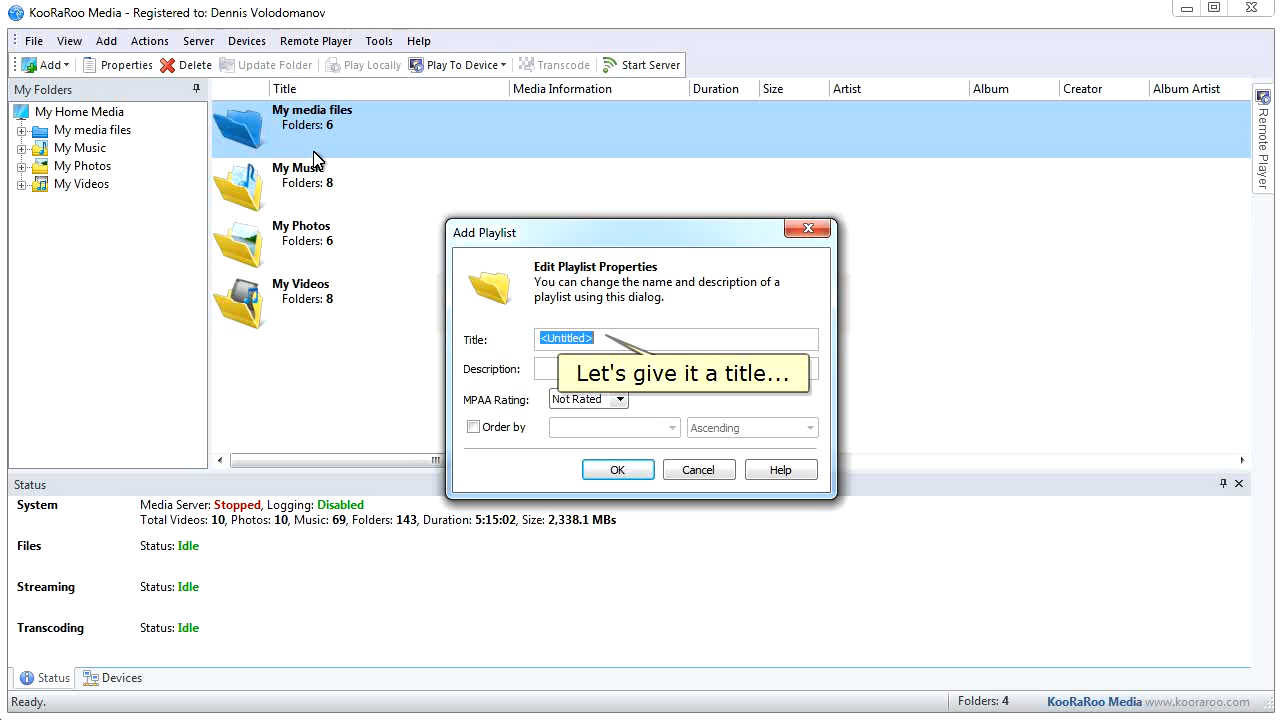 KooRaRoo Media - Registered to: Dennis Volodomanov
File View Add Actions Server Devices Remote Player Tools Help
Add Properties Delete Update Folder Play Locally Play To Device Transcode Start Server
My Folders
My Home Media
My media files
My Music
My Photos
My Videos
Title Media Information Duration Size Artist Album Creator Album Artist
My media files
Folders: 6
My Music
Folders: 8
My Photos
Folders: 6
My Videos
Folders: 8
Remote Player
Add Playlist
Edit Playlist Properties
You can change the name and description of a
playlist using this dialog.
Title: <Untitled>
Let's give it a title...
Description:
MPAA Rating: Not Rated
Order by Ascending
OK Cancel Help
Status
System Media Server: Stopped, Logging: Disabled
Total Videos: 10, Photos: 10, Music: 69, Folders: 143, Duration: 5:15:02, Size: 2,338.1 MBs
Files Status: Idle
Streaming Status: Idle
Transcoding Status: Idle
Status Devices
Ready. Folders: 4 KooRaRoo Media www.kooraroo.com